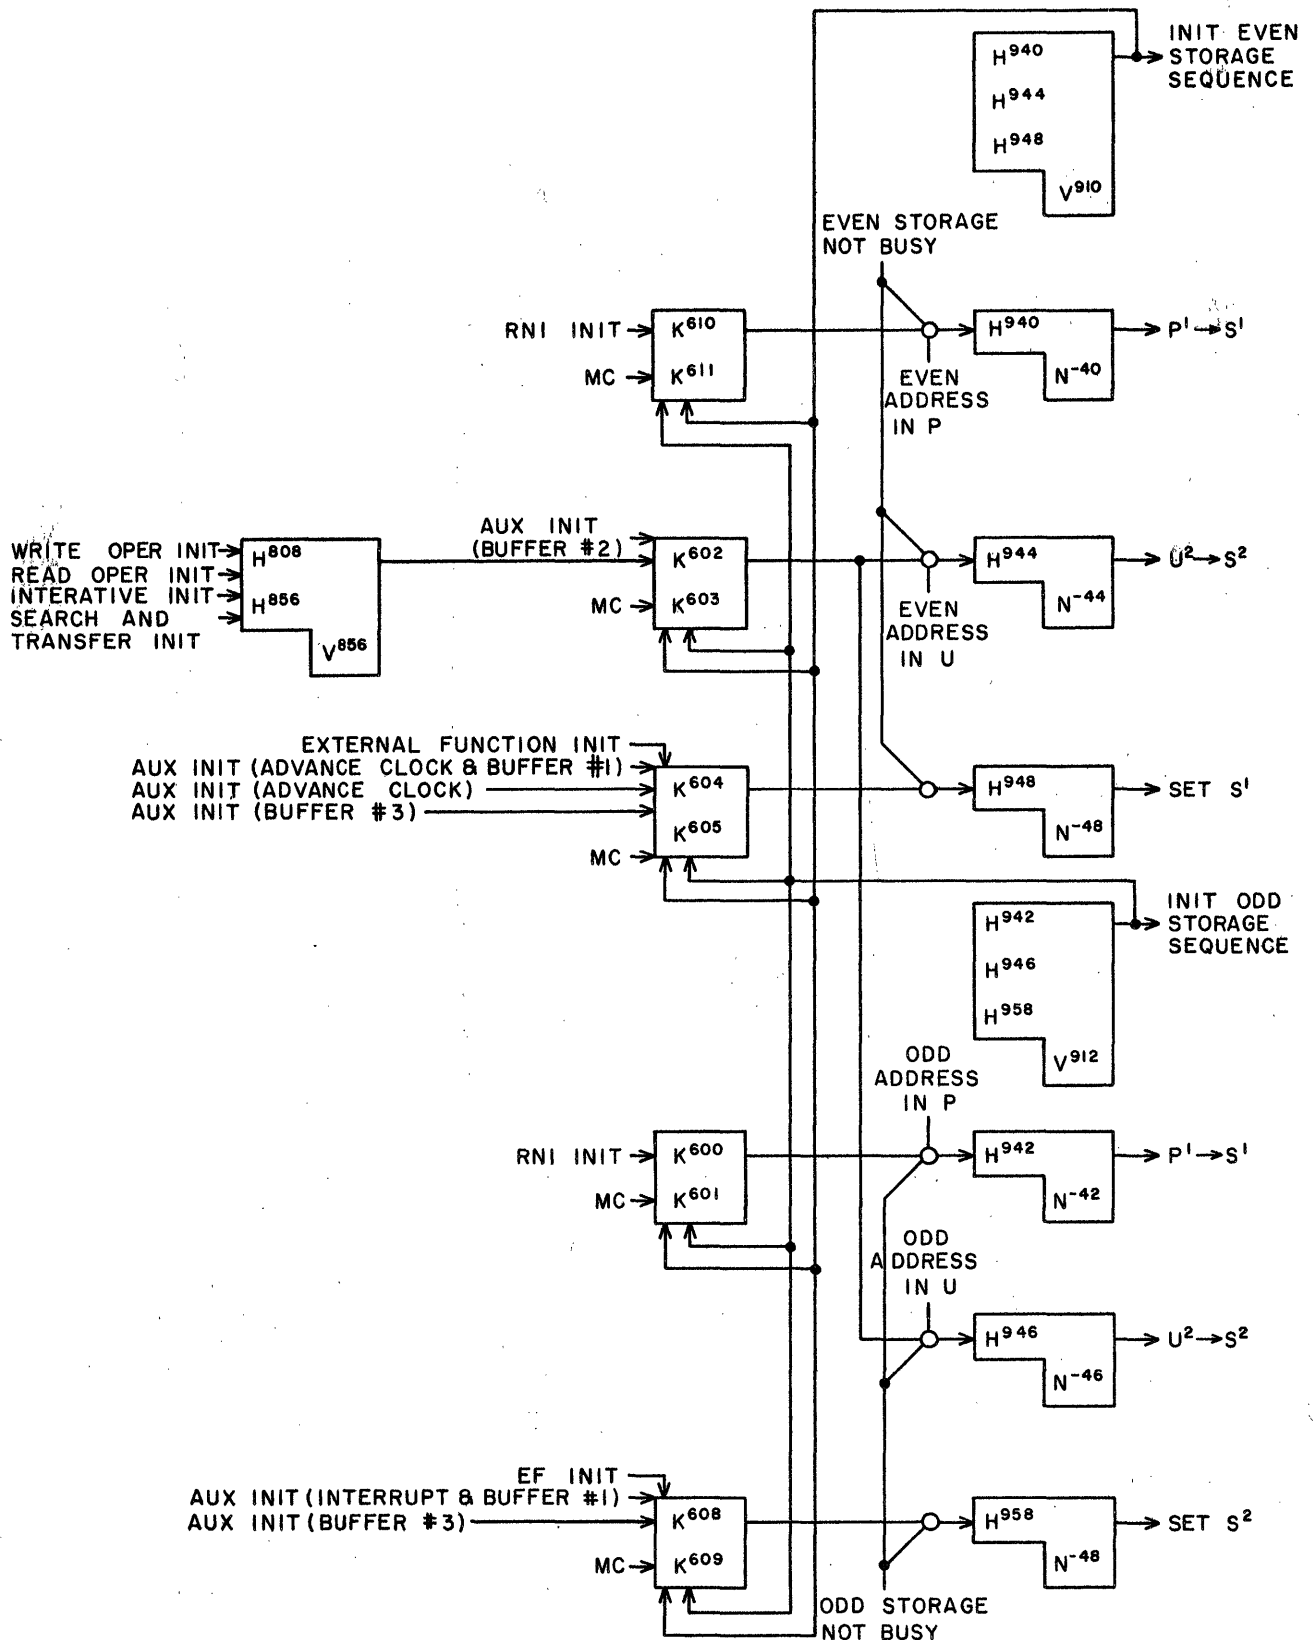 INIT EVEN
STORAGE
SEQUENCE
H940
H944
H948
V910
EVEN STORAGE
NOT BUSY
RNI INIT
K610
H940
P1→S1
MC
K611
EVEN
ADDRESS
IN P
N-40
AUX INIT
(BUFFER #2)
WRITE OPER INIT
READ OPER INIT
INTERATIVE INIT
SEARCH AND
TRANSFER INIT
H808
H856
V856
K602
H944
U2→S2
MC
K603
EVEN
ADDRESS
IN U
N-44
EXTERNAL FUNCTION INIT
AUX INIT (ADVANCE CLOCK & BUFFER #1)
AUX INIT (ADVANCE CLOCK)
AUX INIT (BUFFER #3)
K604
H948
SET S1
K605
MC
N-48
INIT ODD
STORAGE
SEQUENCE
H942
H946
H958
V912
ODD
ADDRESS
IN P
RNI INIT
K600
H942
P1→S1
MC
K601
N-42
ODD
ADDRESS
IN U
H946
U2→S2
N-46
EF INIT
AUX INIT (INTERRUPT & BUFFER #1)
AUX INIT (BUFFER #3)
K608
H958
SET S2
MC
K609
N-48
ODD STORAGE
NOT BUSY